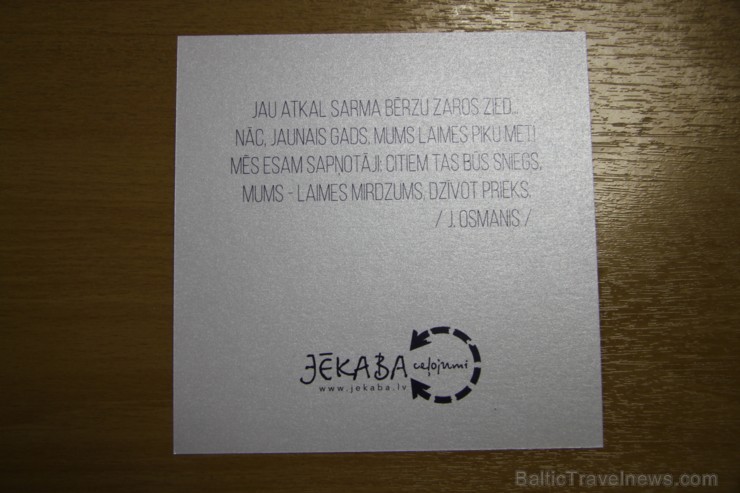 JAU ATKAL SARMA BĒRZU ZAROS ZIED...
NĀC, JAUNAIS GADS, MUMS LAIMES PIKU MET!
MĒS ESAM SAPŅOTĀJI: CITIEM TAS BŪS SNIEGS,
MUMS - LAIMES MIRDZUMS, DZĪVOT PRIEKS.
/ J. OSMANIS /
JĒKABA ceļojumi
www.jekaba.lv
BalticTravelnews.com